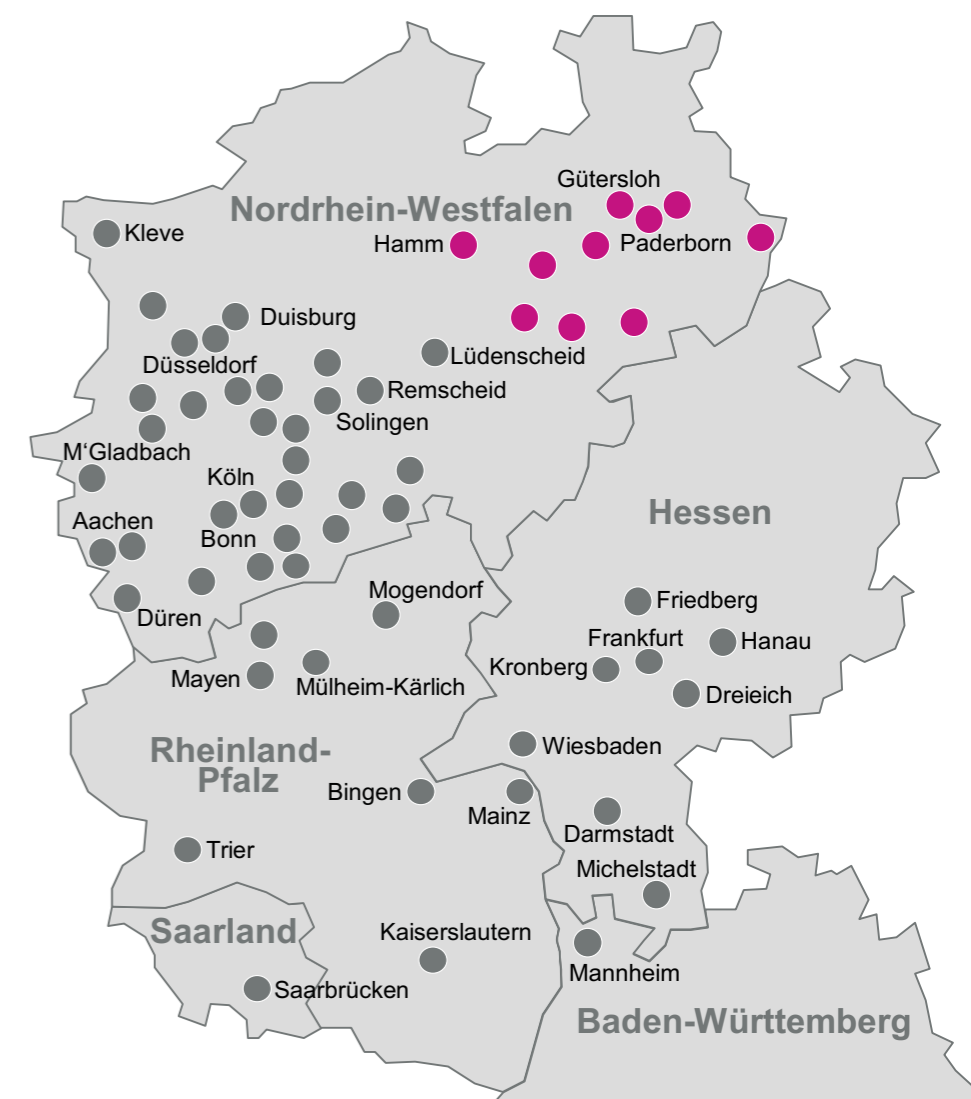 Gütersloh
Nordrhein-Westfalen
Kleve
Hamm
Paderborn
Duisburg
Düsseldorf
Lüdenscheid
Remscheid
Solingen
M‘Gladbach
Köln
Aachen
Bonn
Hessen
Düren
Mogendorf
Friedberg
Frankfurt
Hanau
Kronberg
Mayen
Mülheim-Kärlich
Dreieich
Rheinland-
Pfalz
Wiesbaden
Bingen
Mainz
Darmstadt
Trier
Michelstadt
Saarland
Kaiserslautern
Mannheim
Saarbrücken
Baden-Württemberg